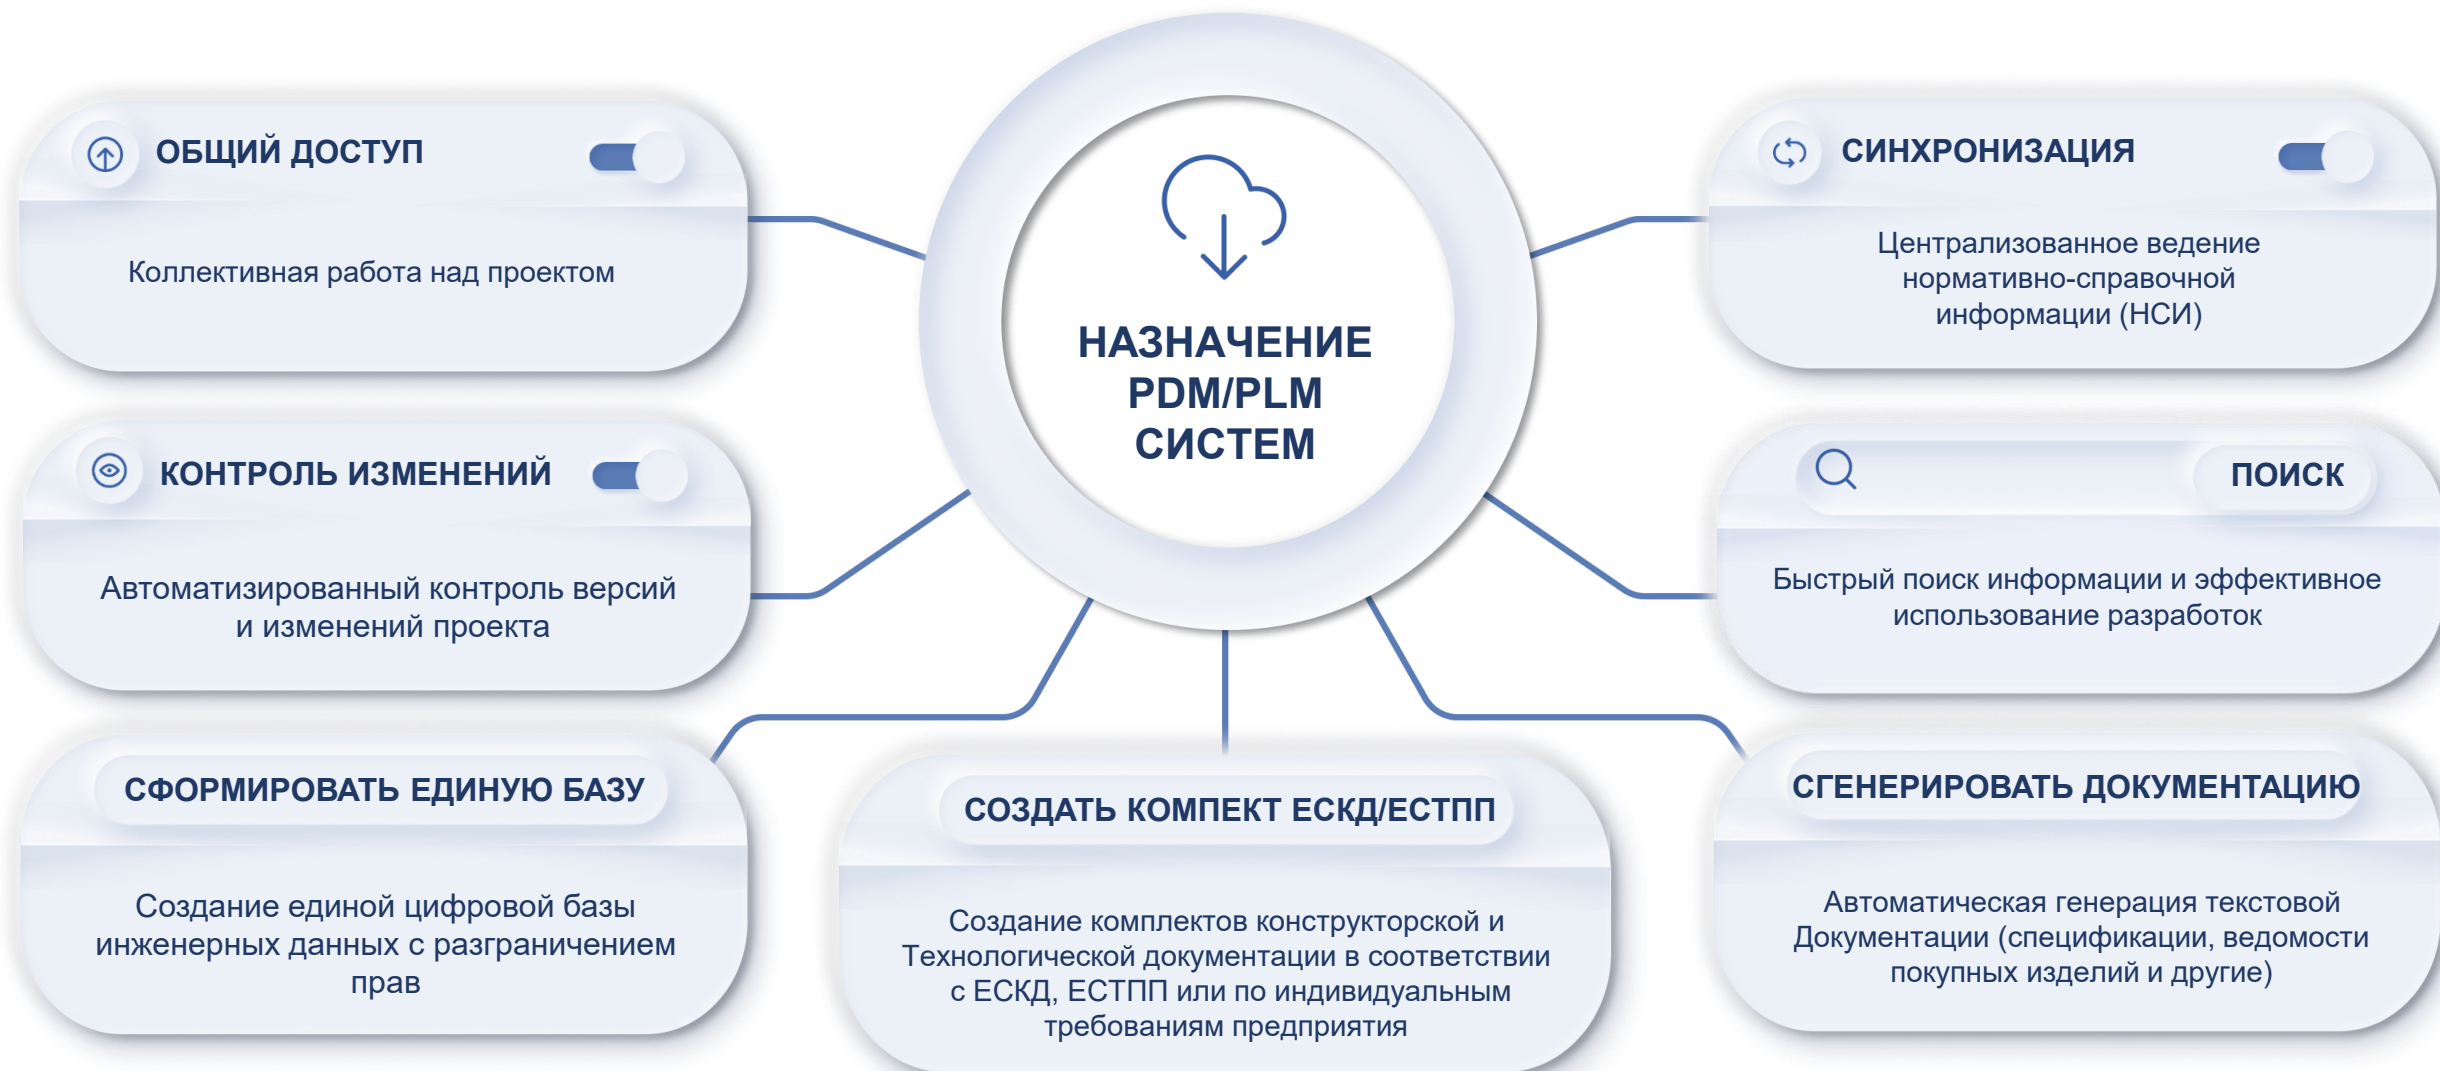 ОБЩИЙ ДОСТУП
Коллективная работа над проектом
КОНТРОЛЬ ИЗМЕНЕНИЙ
Автоматизированный контроль версий
и изменений проекта
СФОРМИРОВАТЬ ЕДИНУЮ БАЗУ
Создание единой цифровой базы
инженерных данных с разграничением
прав
НАЗНАЧЕНИЕ
PDM/PLM
СИСТЕМ
СОЗДАТЬ КОМПЕКТ ЕСКД/ЕСТПП
Создание комплектов конструкторской и
Технологической документации в соответствии
с ЕСКД, ЕСТПП или по индивидуальным
требованиям предприятия
СИНХРОНИЗАЦИЯ
Централизованное ведение
нормативно-справочной
информации (НСИ)
ПОИСК
Быстрый поиск информации и эффективное
использование разработок
СГЕНЕРИРОВАТЬ ДОКУМЕНТАЦИЮ
Автоматическая генерация текстовой
Документации (спецификации, ведомости
покупных изделий и другие)